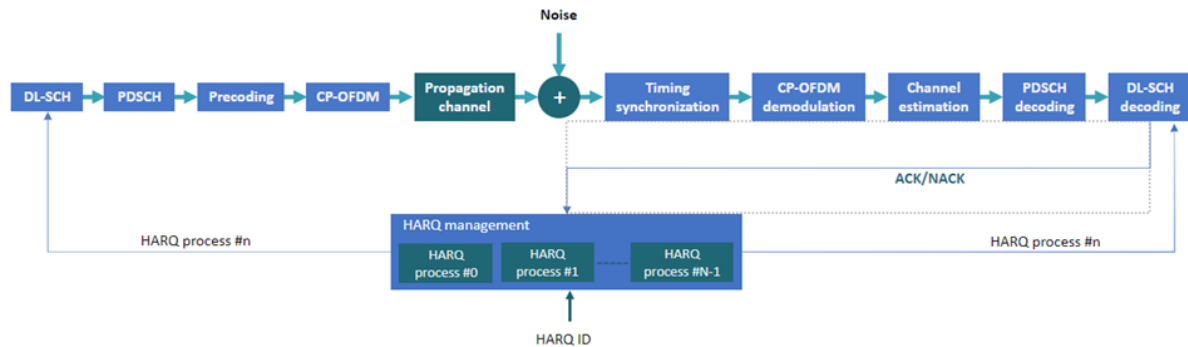 Noise
DL-SCH
PDSCH
Precoding
CP-OFDM
Propagation
channel
+
Timing
synchronization
CP-OFDM
demodulation
Channel
estimation
PDSCH
decoding
DL-SCH
decoding
ACK/NACK
HARQ management
HARQ process #n
HARQ process #n
HARQ
process #0
HARQ
process #1
HARQ
process #N-1
HARQ ID